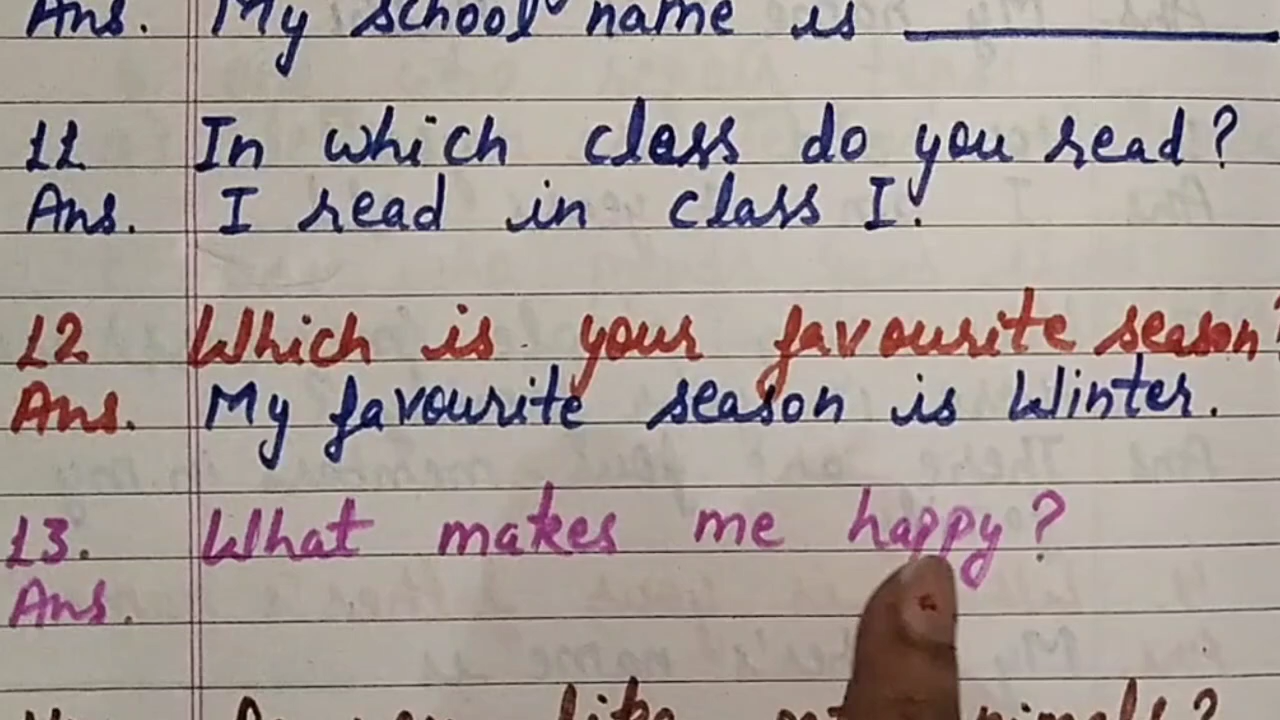 Ans. My school name is
11 In which class do you read?
Ans. I read in class I.
12 Which is your favourite season?
Ans. My favourite season is Winter.
13. What makes me happy?
Ans.
like